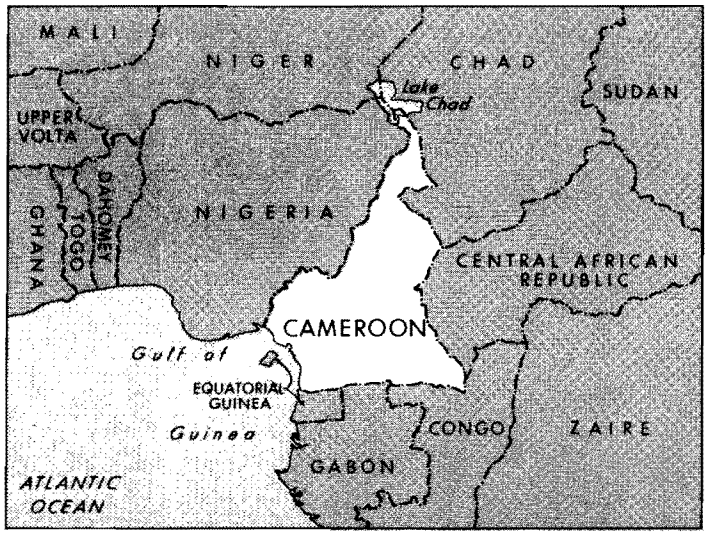 MALI
NIGER
CHAD
Lake
Chad
SUDAN
UPPER
VOLTA
DAHOMEY
TOGO
GHANA
NIGERIA
CENTRAL AFRICAN
REPUBLIC
CAMEROON
Gulf of
EQUATORIAL
GUINEA
Guinea
CONGO
ZAIRE
GABON
ATLANTIC
OCEAN